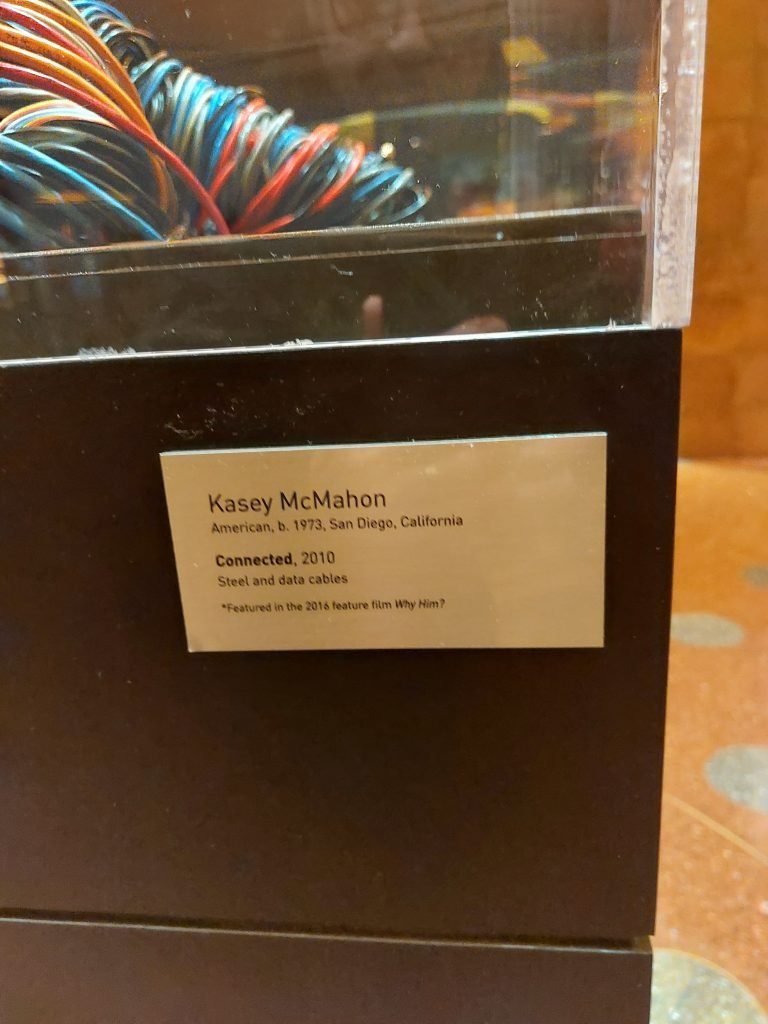 Kasey McMahon
American, b. 1973, San Diego, California
Connected, 2010
Steel and data cables
*Featured in the 2016 feature film Why Him?